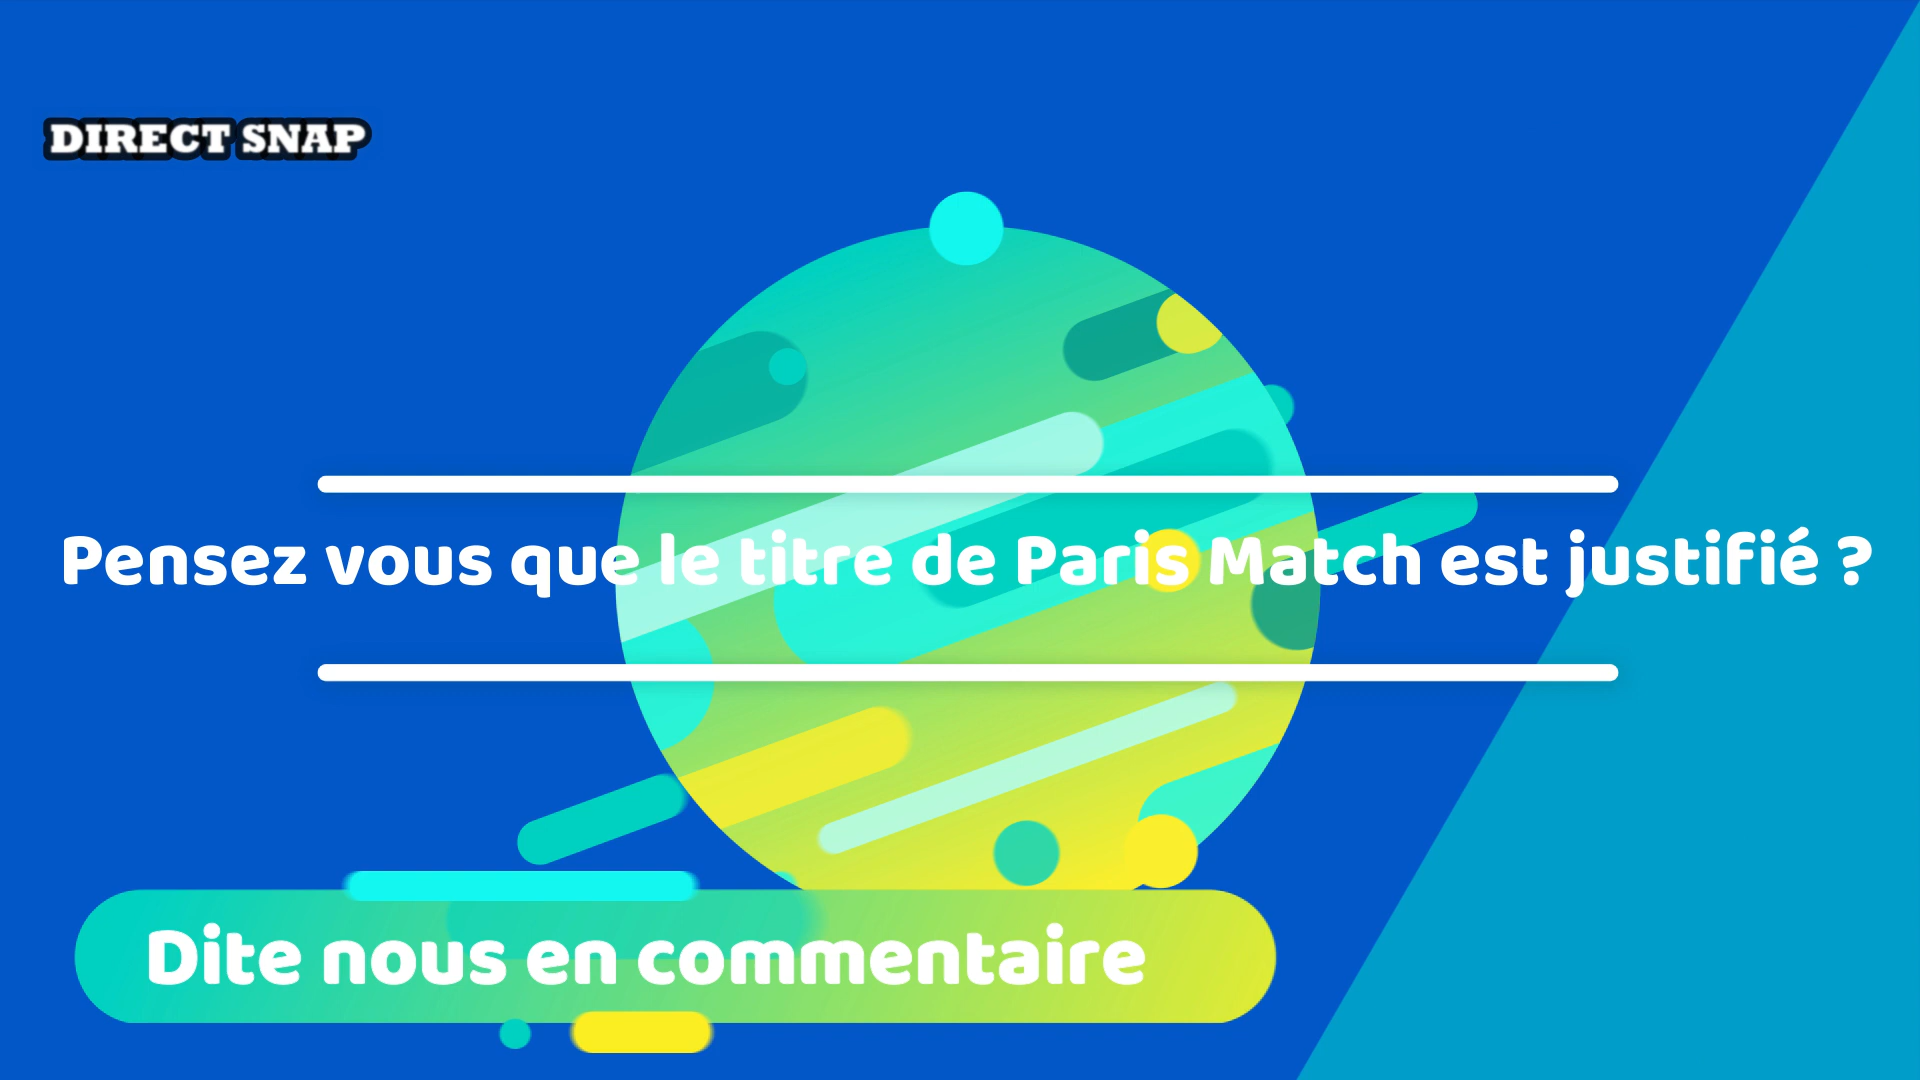 DIRECT SNAP
Pensez vous que le titre de Paris Match est justifié ?
Dite nous en commentaire